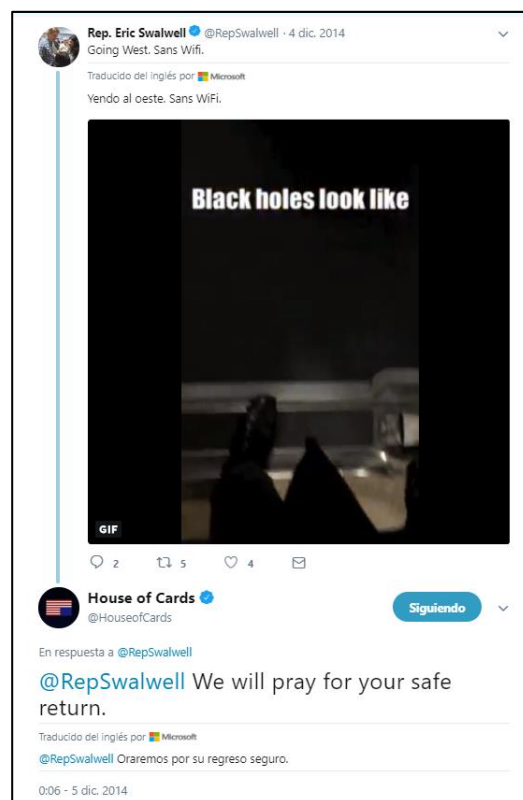 Rep. Eric Swalwell @RepSwalwell · 4 dic. 2014
Going West. Sans Wifi.
Traducido del inglés por Microsoft
Yendo al oeste. Sans WiFi.
Black holes look like
GIF
2 5 4
House of Cards
@HouseofCards
Siguiendo
En respuesta a @RepSwalwell
@RepSwalwell We will pray for your safe
return.
Traducido del inglés por Microsoft
@RepSwalwell Oraremos por su regreso seguro.
0:06 - 5 dic. 2014